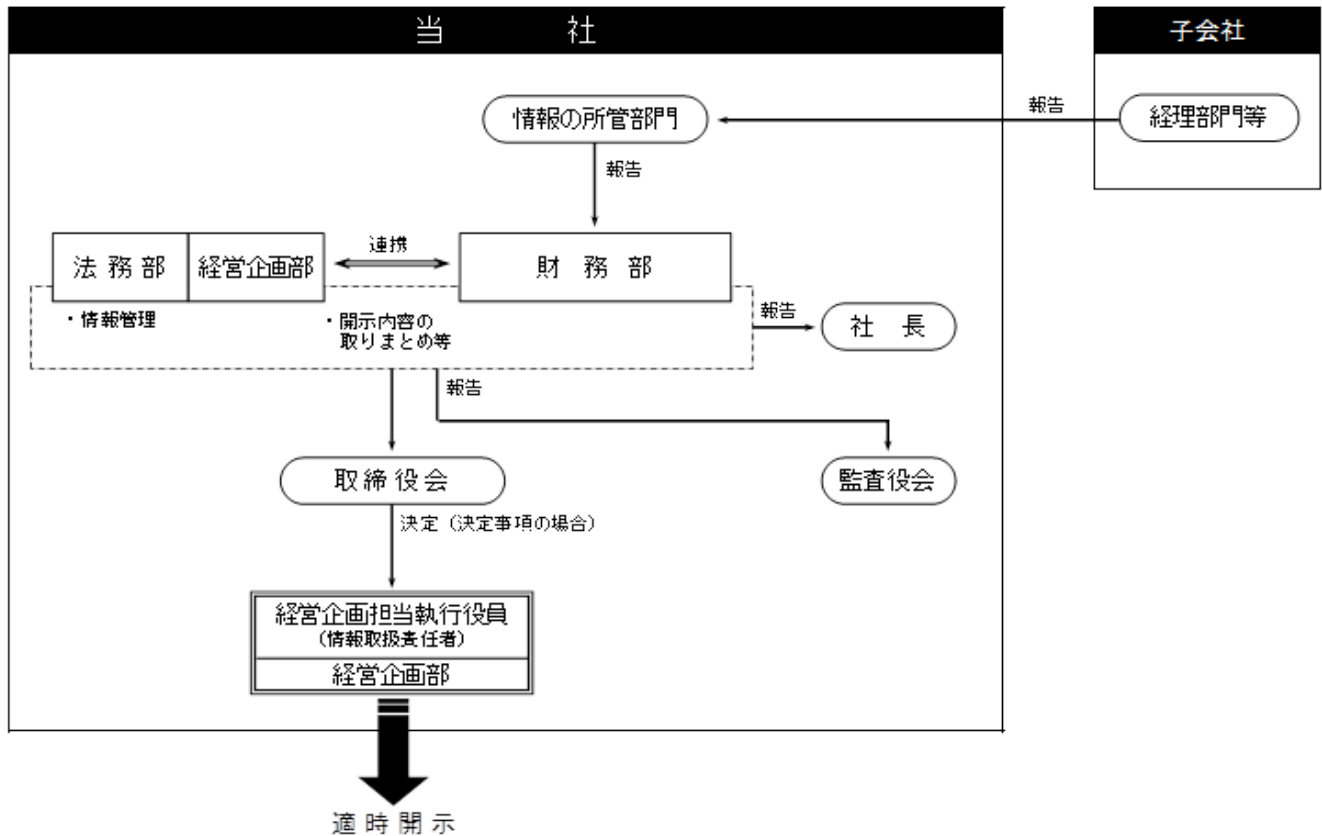 当社
子会社
情報の所管部門
報告
経理部門等
報告
法務部
経営企画部
連携
財務部
・情報管理
・開示内容の
取りまとめ等
報告
社長
報告
取締役会
監査役会
決定（決定事項の場合）
経営企画担当執行役員
（情報取扱責任者）
経営企画部
適時開示